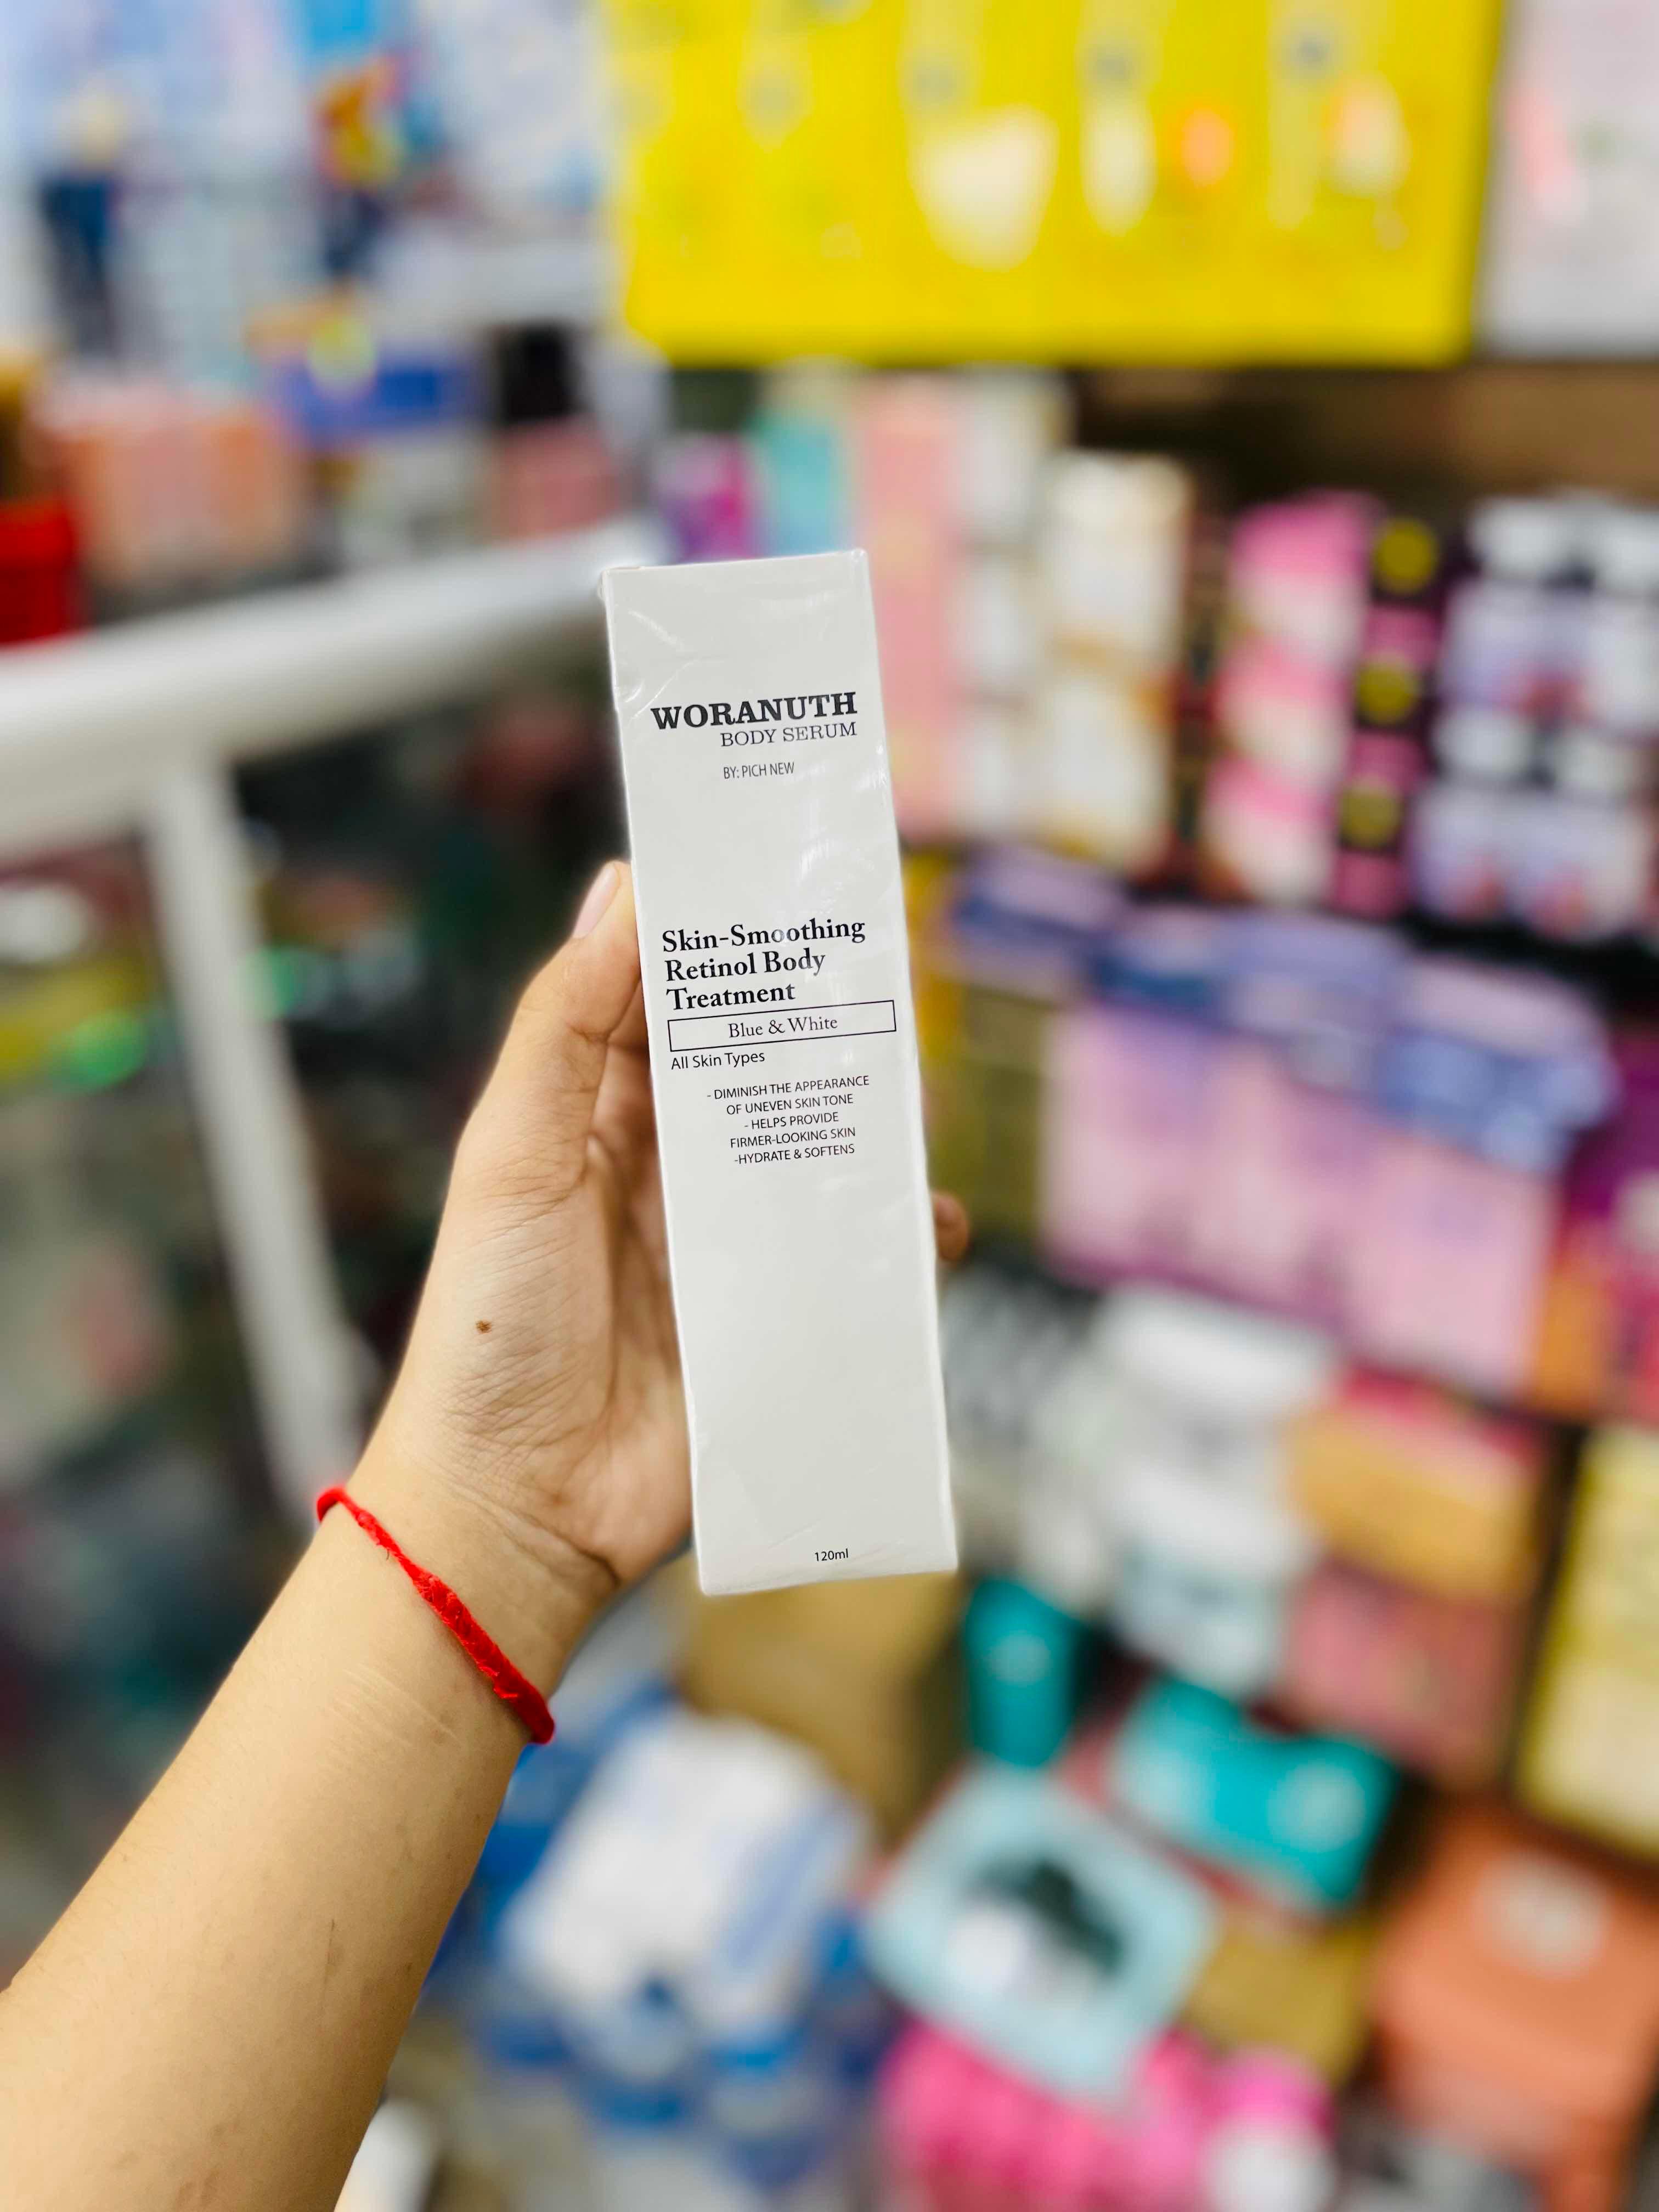 WORANUTH
BODY SERUM
BY: PICH NEW
Skin-Smoothing
Retinol Body
Treatment
Blue & White
All Skin Types
- DIMINISH THE APPEARANCE
OF UNEVEN SKIN TONE
- HELPS PROVIDE
FIRMER-LOOKING SKIN
-HYDRATE & SOFTENS
120ml